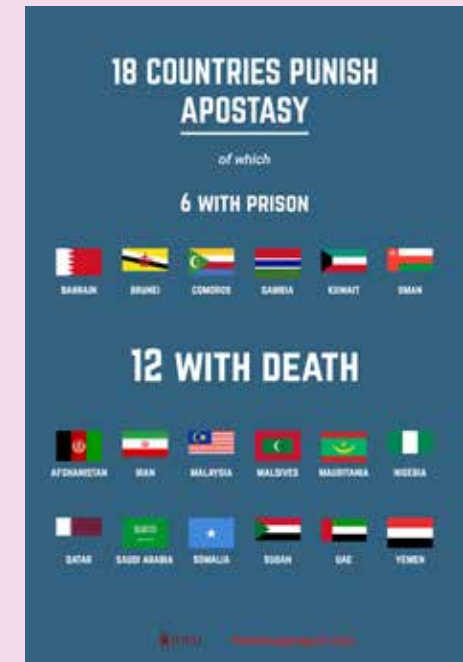 18 COUNTRIES PUNISH
APOSTASY
of which
6 WITH PRISON
BAHRAIN BRUNEI COMOROS GAMBIA KUWAIT OMAN
12 WITH DEATH
AFGHANISTAN IRAN MALAYSIA MALDIVES MAURITANIA NIGERIA
QATAR SAUDI ARABIA SOMALIA SUDAN UAE YEMEN